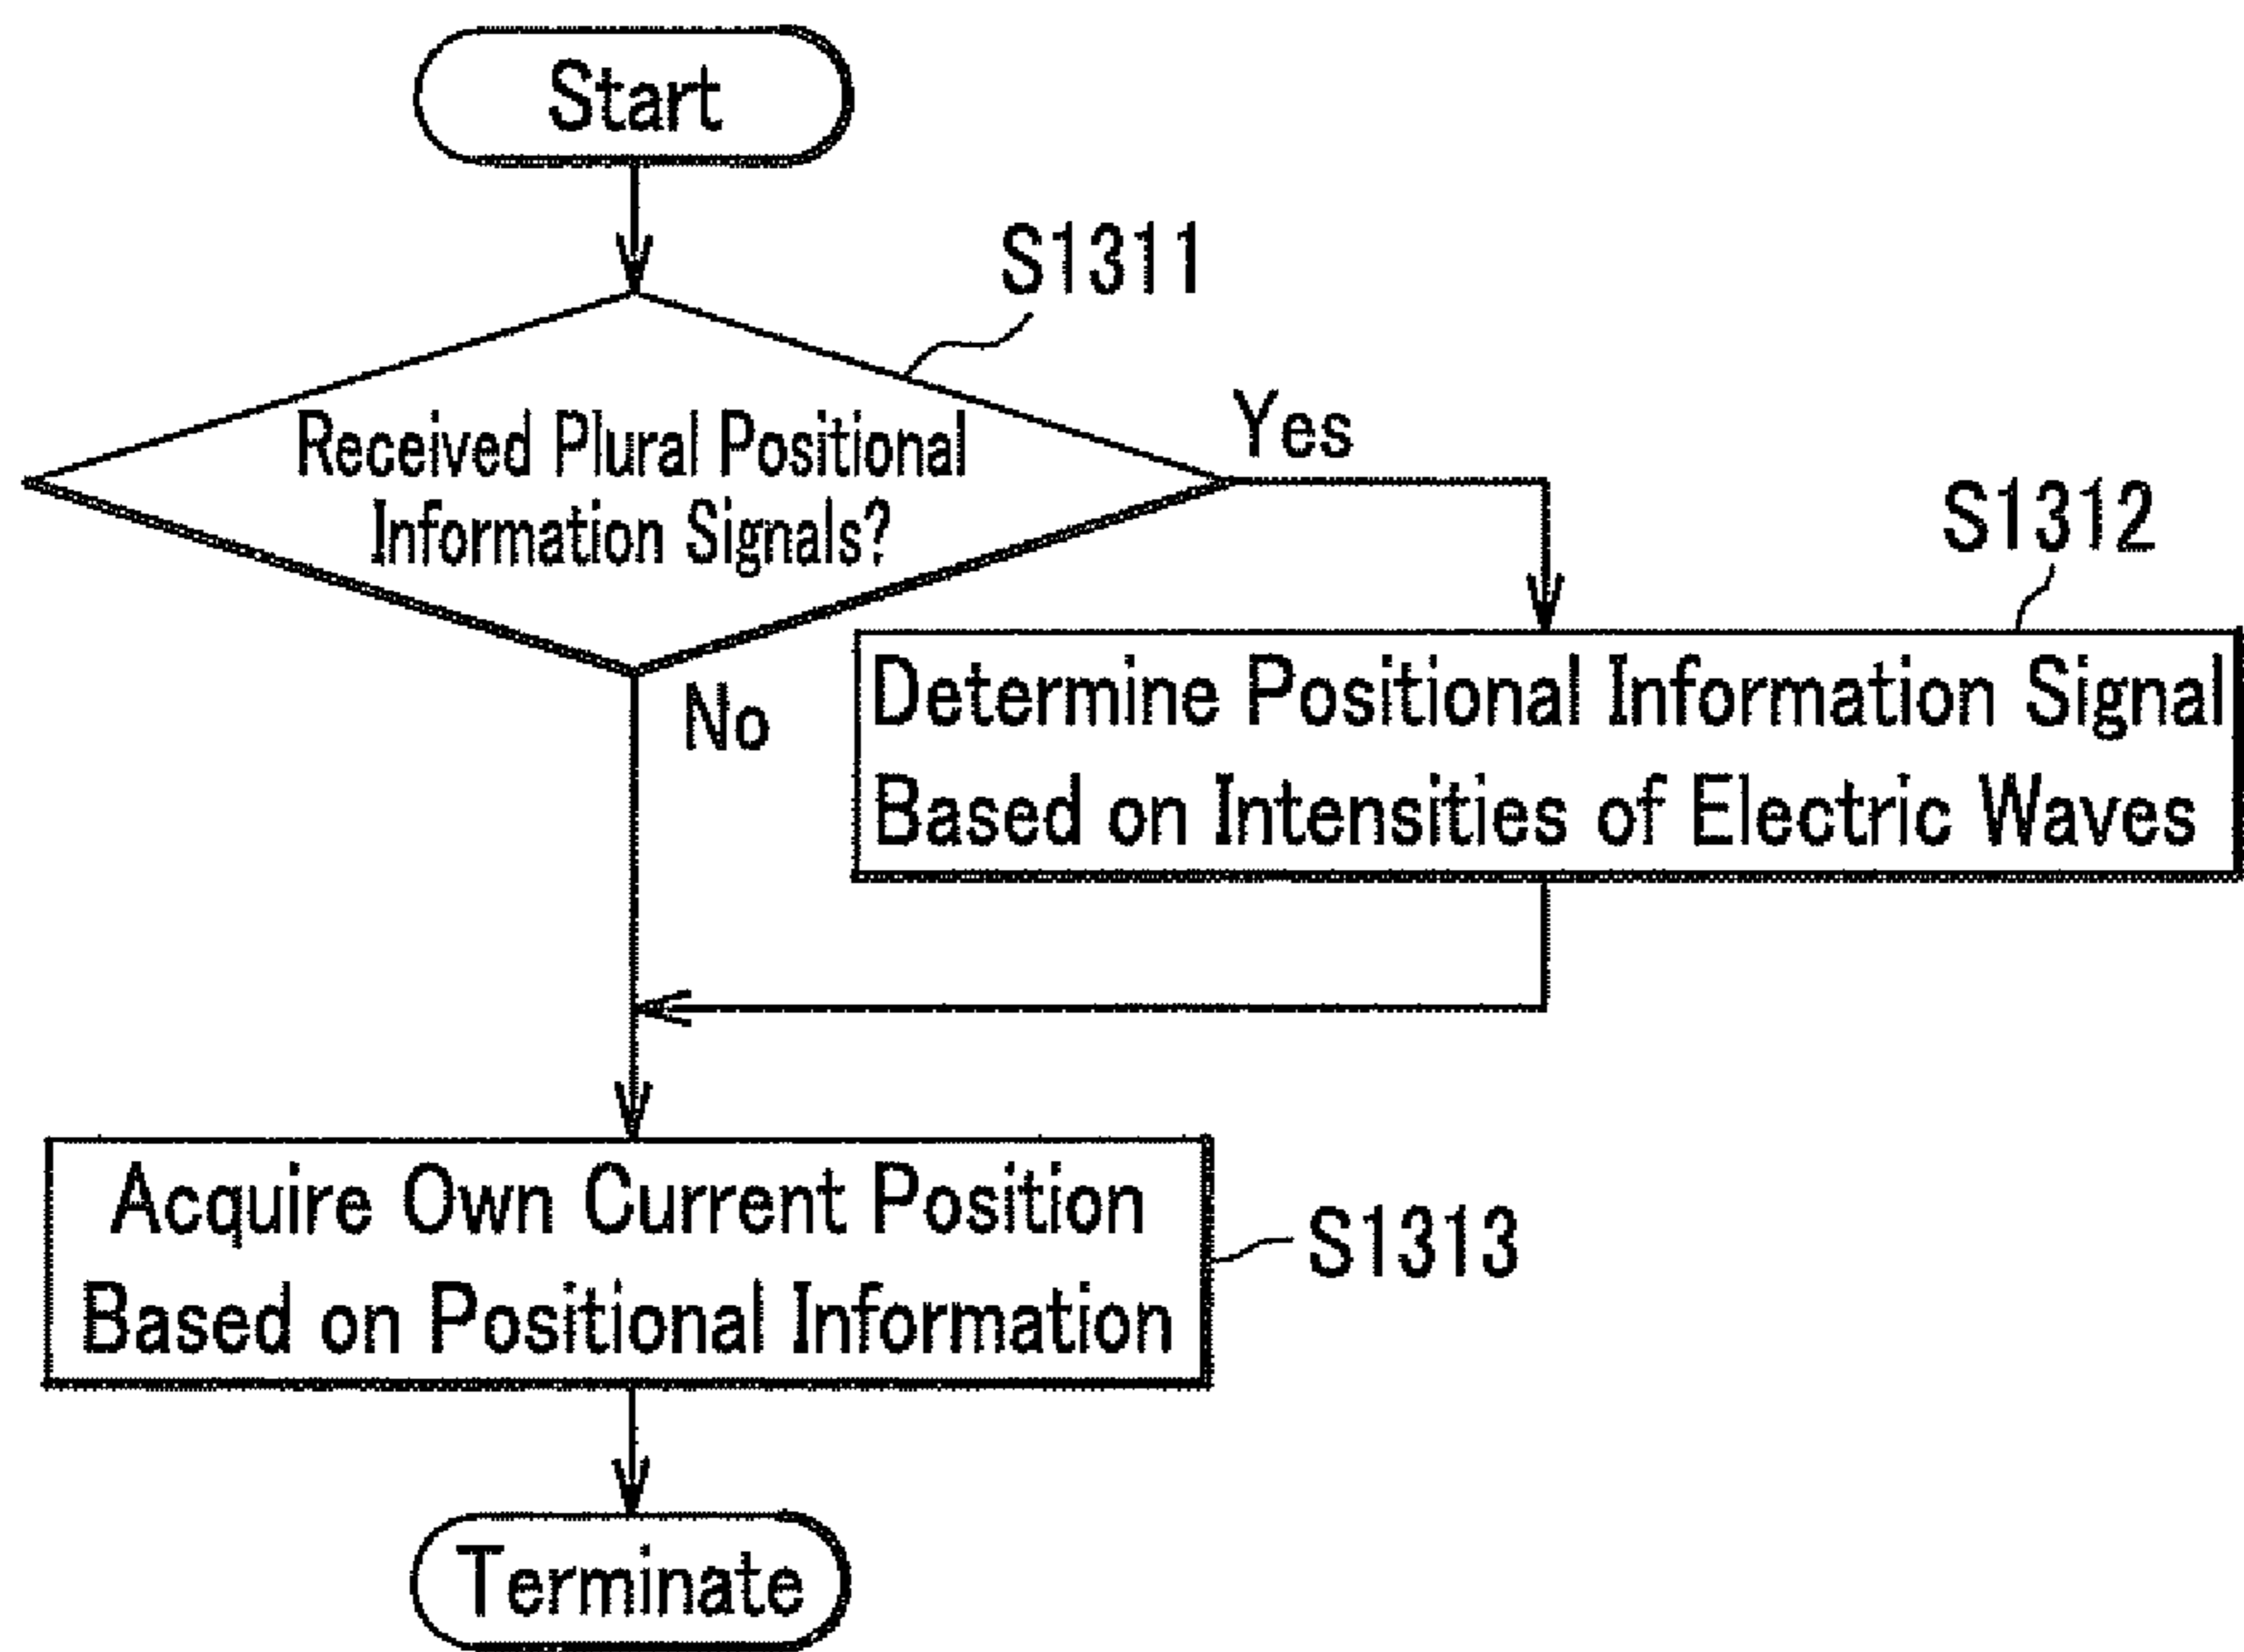 Start
S1311
Received Plural Positional
Information Signals?
Yes
No
S1312
Determine Positional Information Signal
Based on Intensities of Electric Waves
Acquire Own Current Position
Based on Positional Information
S1313
Terminate